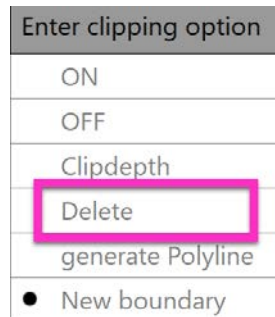 Enter clipping option
ON
OFF
Clipdepth
Delete
generate Polyline
New boundary